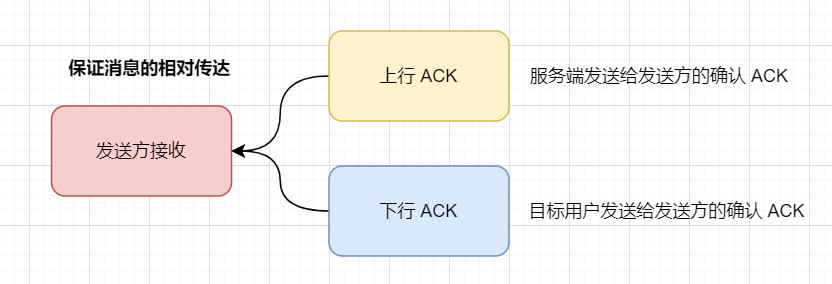 保证消息的相对传达
发送方接收
上行 ACK
服务端发送给发送方的确认 ACK
下行 ACK
目标用户发送给发送方的确认 ACK